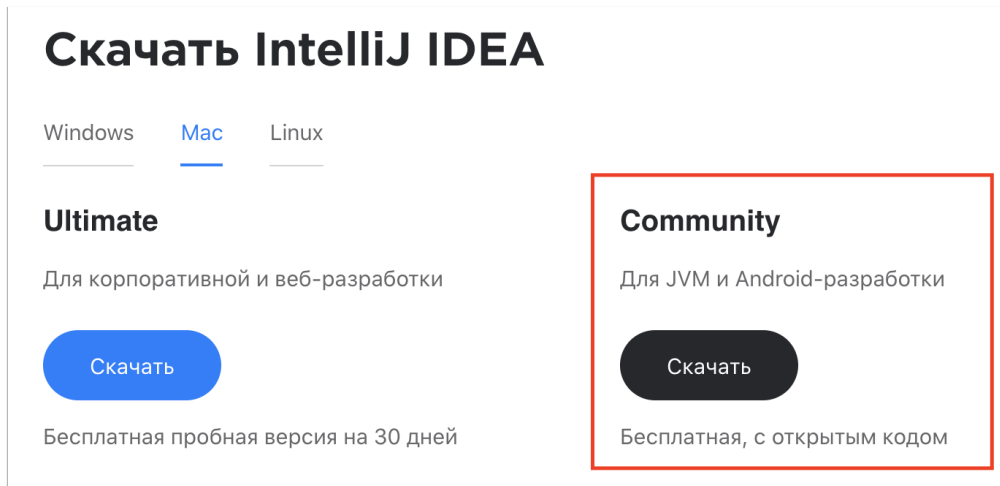 Скачать IntelliJ IDEA
Windows Mac Linux
Ultimate
Для корпоративной и веб-разработки
Скачать
Бесплатная пробная версия на 30 дней
Community
Для JVM и Android-разработки
Скачать
Бесплатная, с открытым кодом